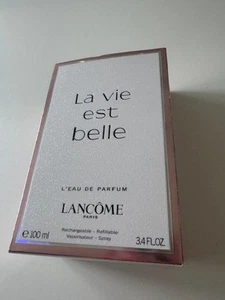 La vie
est
belle
L'EAU DE PARFUM
LANCÔME
PARIS
Rechargeable - Refillable
Vaporisateur - Spray
e 100 ml 3.4 FL.OZ.